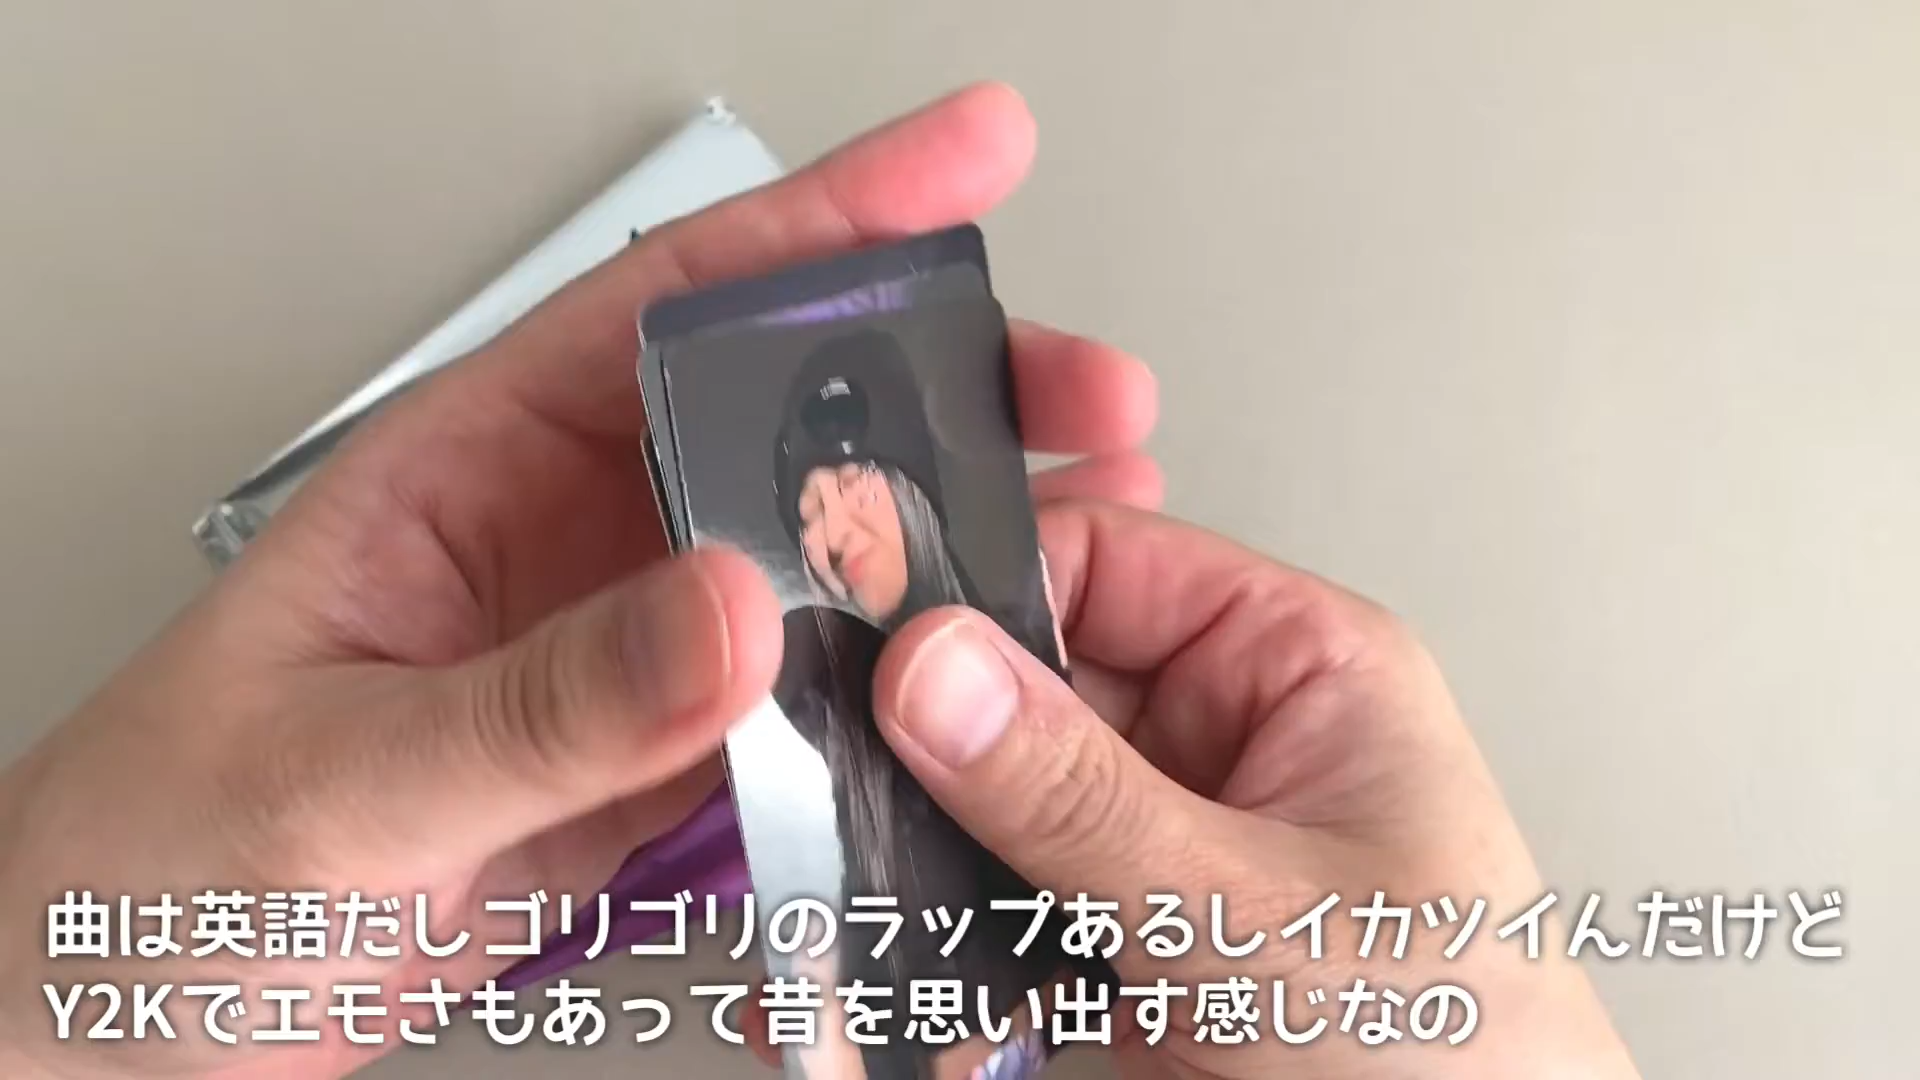 曲は英語だしゴリゴリのラップあるしイカツイんだけど
Y2Kでエモさもあって昔を思い出す感じなの